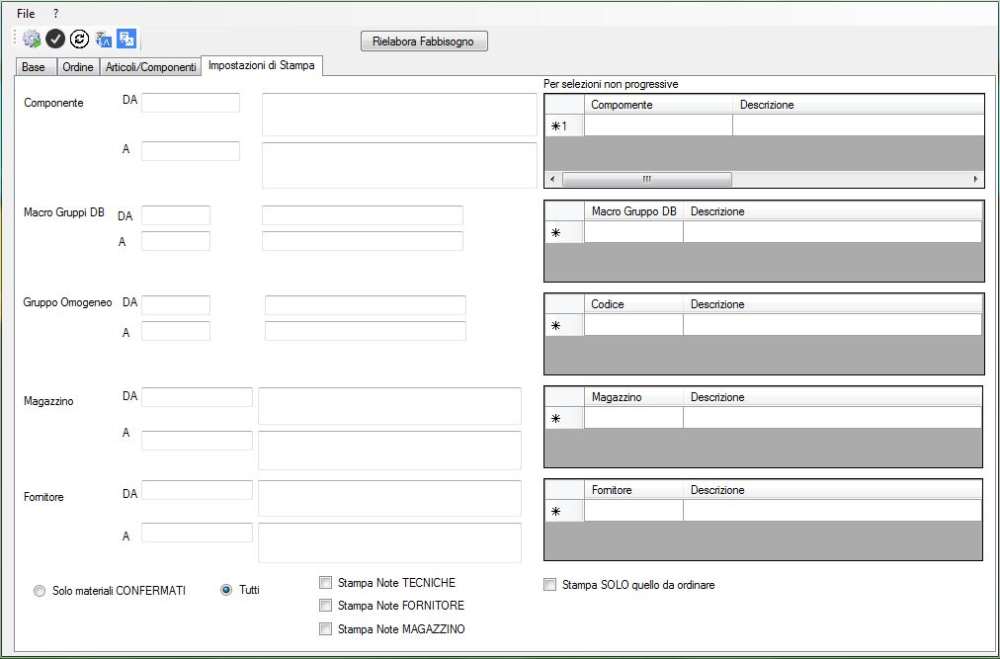 File ?
Rielabora Fabbisogno
Base Ordine Articoli/Componenti Impostazioni di Stampa
Per selezioni non progressive
Componente DA
A
Compomente Descrizione
1
Macro Gruppi DB DA
A
Macro Gruppo DB Descrizione
Gruppo Omogeneo DA
A
Codice Descrizione
Magazzino DA
A
Magazzino Descrizione
Fornitore DA
A
Fornitore Descrizione
Solo materiali CONFERMATI Tutti
Stampa Note TECNICHE
Stampa Note FORNITORE
Stampa Note MAGAZZINO
Stampa SOLO quello da ordinare